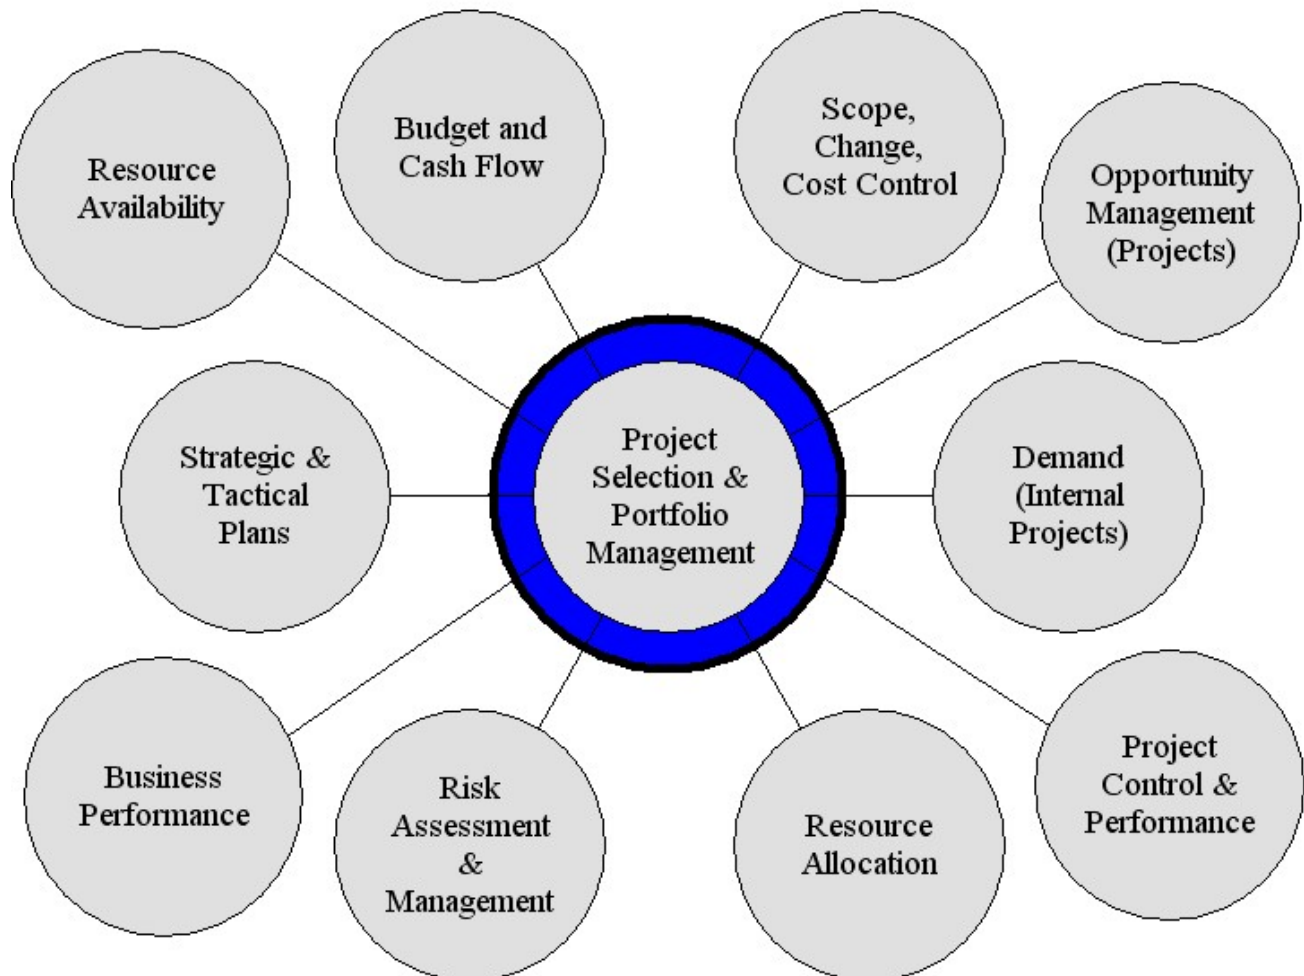 Resource
Availability
Budget and
Cash Flow
Scope,
Change,
Cost Control
Opportunity
Management
(Projects)
Strategic &
Tactical
Plans
Project
Selection &
Portfolio
Management
Demand
(Internal
Projects)
Business
Performance
Risk
Assessment
&
Management
Resource
Allocation
Project
Control &
Performance